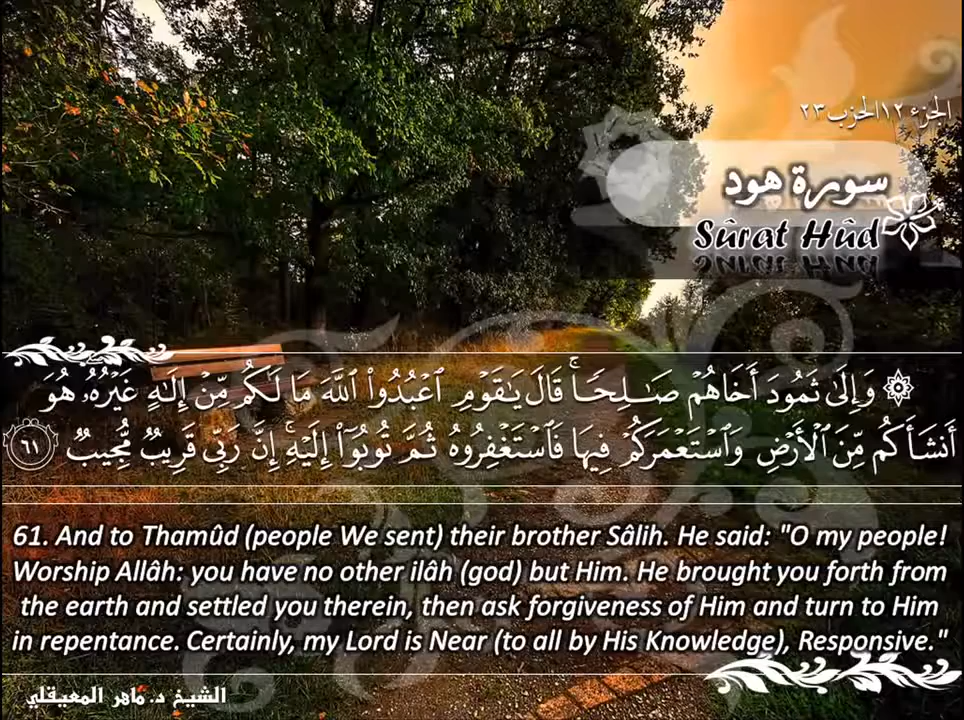 الجزء ١٢ الحزب ٢٣
سورة هود
Sûrat Hûd
۞ وَإِلَىٰ ثَمُودَ أَخَاهُمْ صَـٰلِحًۭا ۚ قَالَ يَـٰقَوْمِ ٱعْبُدُوا۟ ٱللَّهَ مَا لَكُم مِّنْ إِلَـٰهٍ غَيْرُهُۥ ۖ هُوَ
أَنشَأَكُم مِّنَ ٱلْأَرْضِ وَٱسْتَعْمَرَكُمْ فِيهَا فَٱسْتَغْفِرُوهُ ثُمَّ تُوبُوٓا۟ إِلَيْهِ ۚ إِنَّ رَبِّى قَرِيبٌۭ مُّجِيبٌۭ ٦١
61. And to Thamûd (people We sent) their brother Sâlih. He said: "O my people!
Worship Allâh: you have no other ilâh (god) but Him. He brought you forth from
the earth and settled you therein, then ask forgiveness of Him and turn to Him
in repentance. Certainly, my Lord is Near (to all by His Knowledge), Responsive."
الشيخ د. ماهر المعيقلي